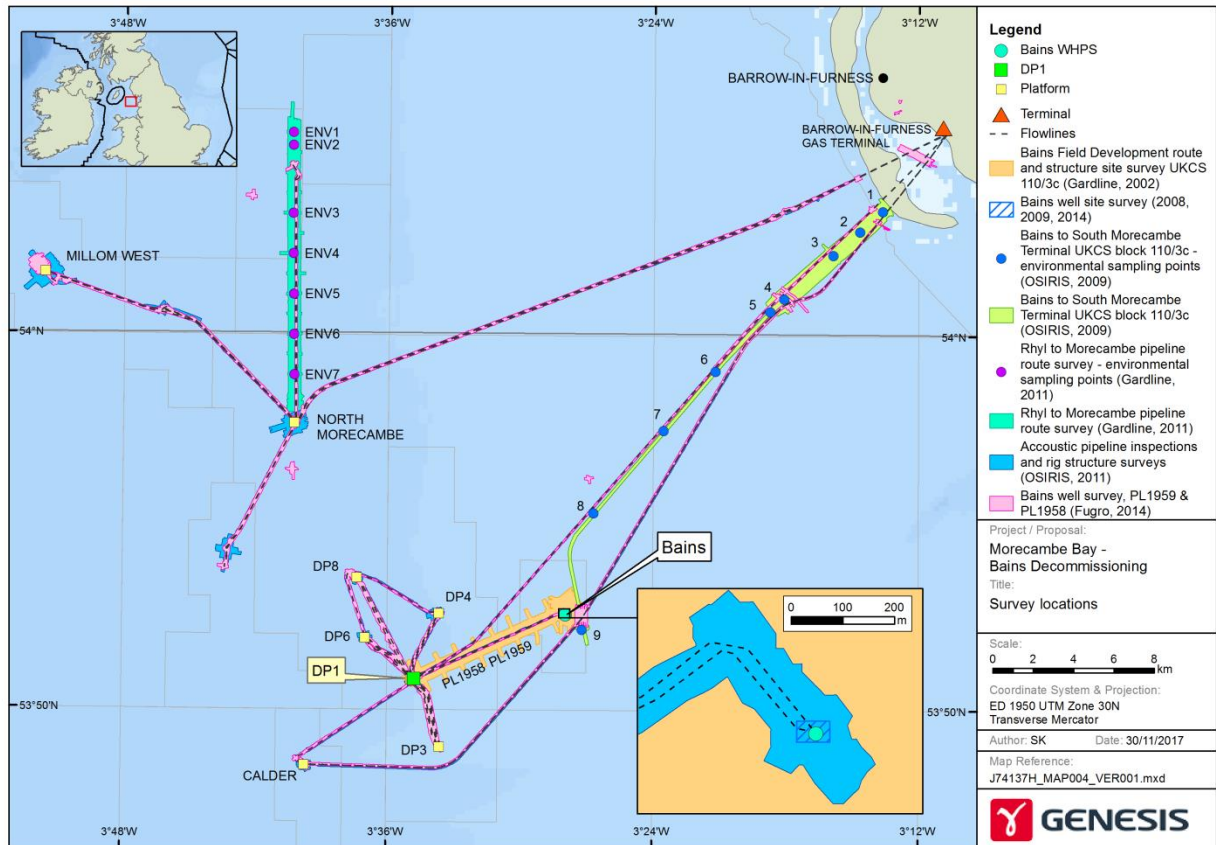 3°48'W
3°36'W
3°24'W
3°12'W
BARROW-IN-FURNESS
BARROW-IN-FURNESS
GAS TERMINAL
ENV1
ENV2
ENV3
ENV4
ENV5
ENV6
ENV7
MILLOM WEST
NORTH
MORECAMBE
54°N
54°N
1
2
3
4
5
6
7
8
9
Bains
DP8
DP4
DP6
DP1
PL1958 PL1959
DP3
CALDER
53°50'N
53°50'N
0 100 200
m
3°48'W
3°36'W
3°24'W
3°12'W
Legend
Bains WHPS
DP1
Platform
Terminal
Flowlines
Bains Field Development route
and structure site survey UKCS
110/3c (Gardline, 2002)
Bains well site survey (2008,
2009, 2014)
Bains to South Morecambe
Terminal UKCS block 110/3c -
environmental sampling points
(OSIRIS, 2009)
Bains to South Morecambe
Terminal UKCS block 110/3c
(OSIRIS, 2009)
Rhyl to Morecambe pipeline
route survey - environmental
sampling points (Gardline,
2011)
Rhyl to Morecambe pipeline
route survey (Gardline, 2011)
Accoustic pipeline inspections
and rig structure surveys
(OSIRIS, 2011)
Bains well survey, PL1959 &
PL1958 (Fugro, 2014)
Project / Proposal:
Morecambe Bay -
Bains Decommissioning
Title:
Survey locations
Scale:
0 2 4 6 8
km
Coordinate System & Projection:
ED 1950 UTM Zone 30N
Transverse Mercator
Author: SK Date: 30/11/2017
Map Reference:
J74137H_MAP004_VER001.mxd
GENESIS